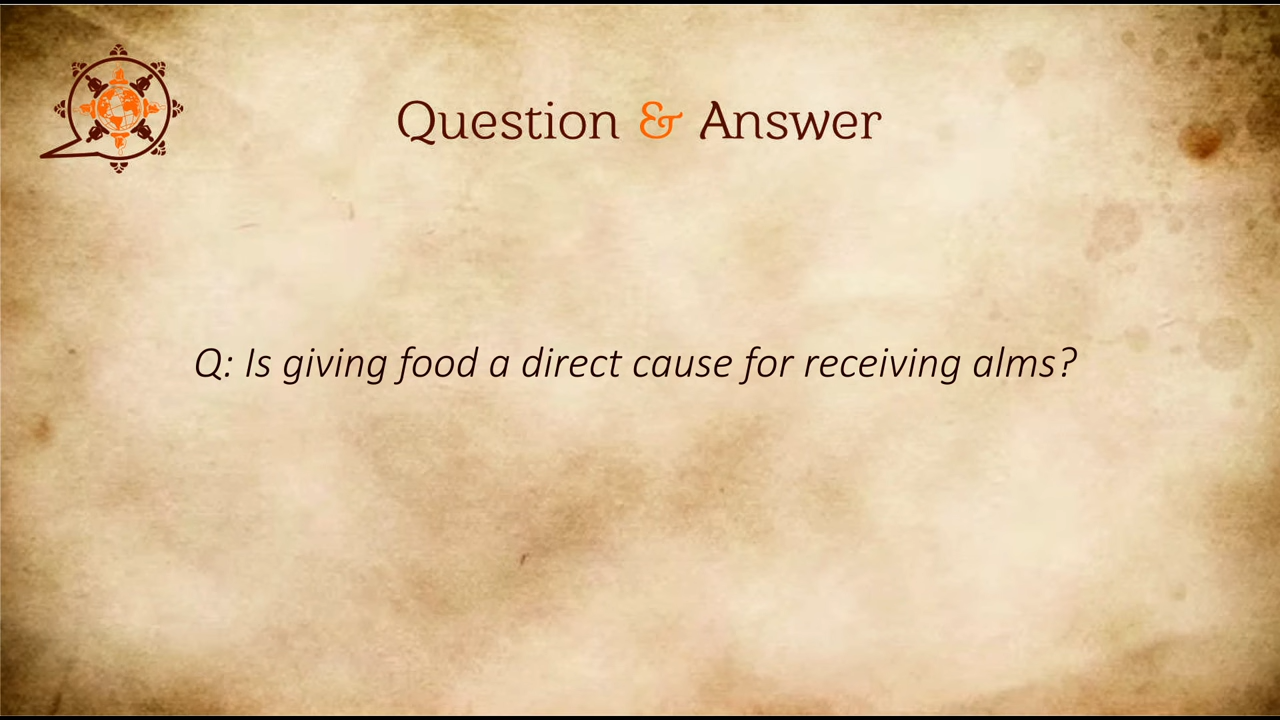 Question & Answer
Q: Is giving food a direct cause for receiving alms?